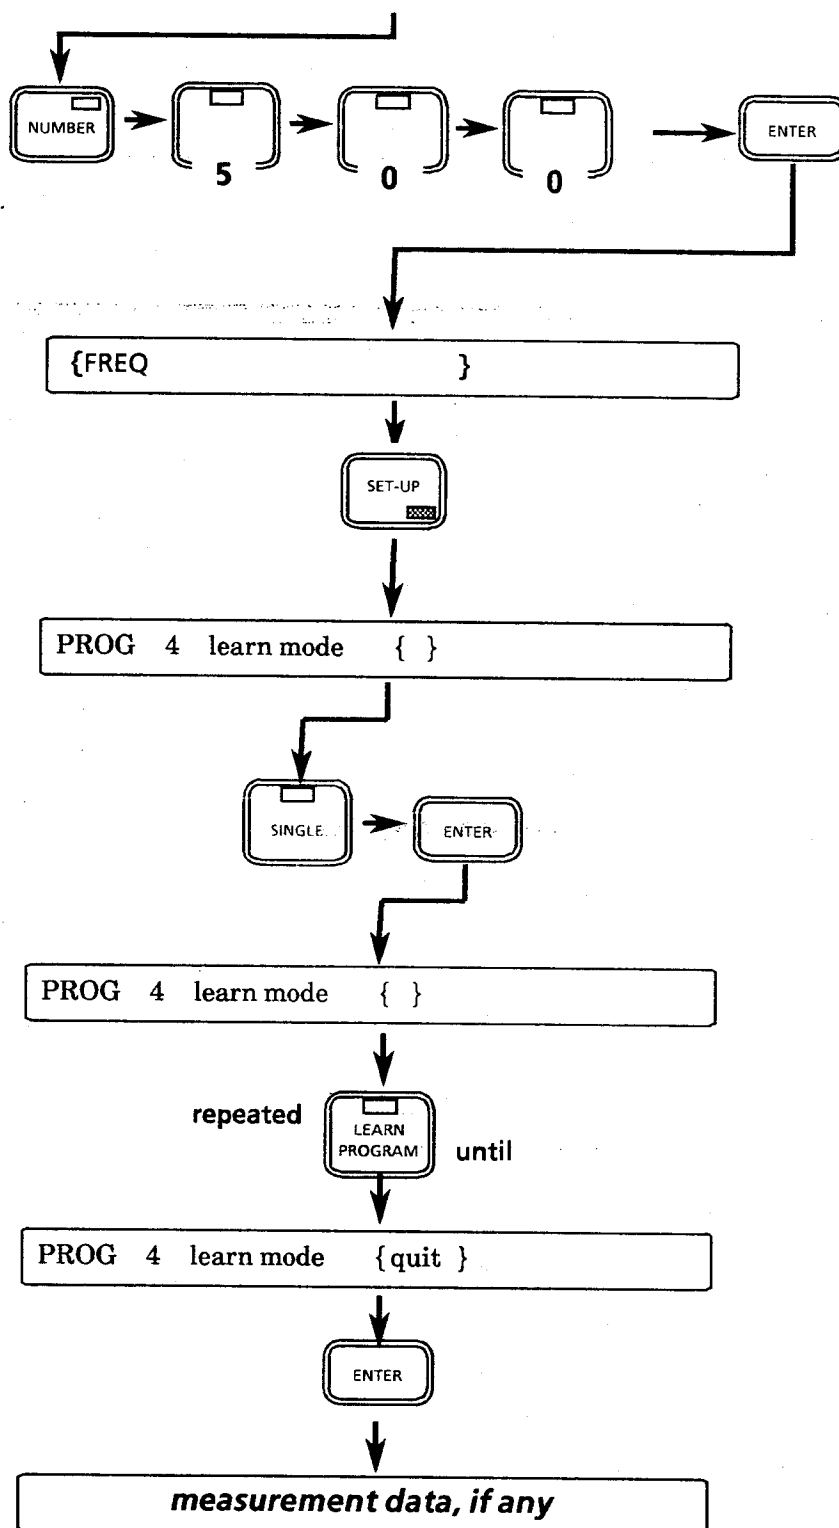 NUMBER
5
0
0
ENTER
{FREQ }
SET-UP
PROG 4 learn mode { }
SINGLE
ENTER
PROG 4 learn mode { }
repeated
LEARN
PROGRAM
until
PROG 4 learn mode {quit }
ENTER
measurement data, if any